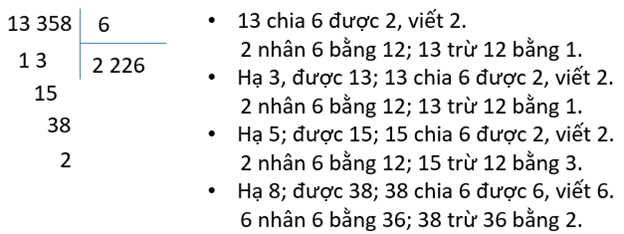 13 358 6
1 3 2 226
15
38
2
• 13 chia 6 được 2, viết 2.
2 nhân 6 bằng 12; 13 trừ 12 bằng 1.
• Hạ 3, được 13; 13 chia 6 được 2, viết 2.
2 nhân 6 bằng 12; 13 trừ 12 bằng 1.
• Hạ 5; được 15; 15 chia 6 được 2, viết 2.
2 nhân 6 bằng 12; 15 trừ 12 bằng 3.
• Hạ 8; được 38; 38 chia 6 được 6, viết 6.
6 nhân 6 bằng 36; 38 trừ 36 bằng 2.